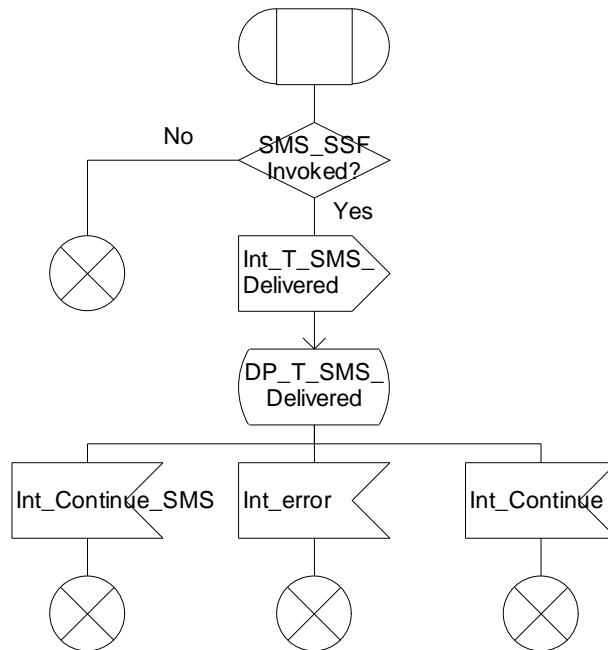 No
SMS_SSF
Invoked?
Yes
Int_T_SMS_
Delivered
DP_T_SMS_
Delivered
Int_Continue_SMS
Int_error
Int_Continue